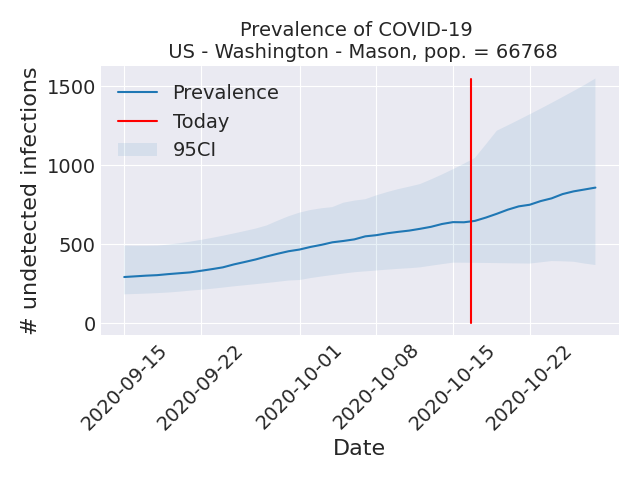 Prevalence of COVID-19
US - Washington - Mason, pop. = 66768
# undetected infections
1500
1000
500
0
Prevalence
Today
95CI
2020-09-15
2020-09-22
2020-10-01
2020-10-08
2020-10-15
2020-10-22
Date